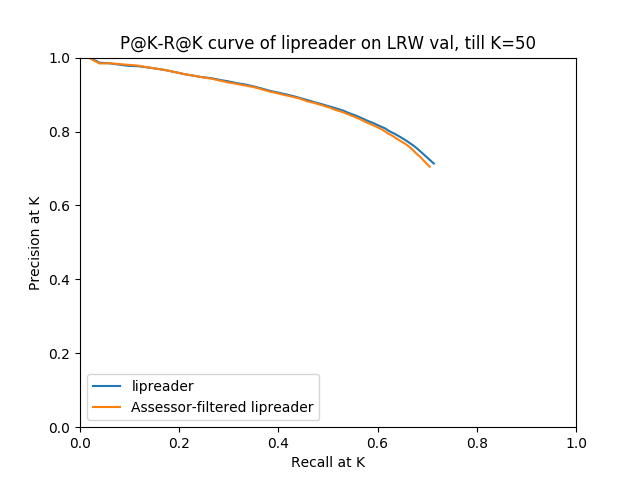 P@K-R@K curve of lipreader on LRW val, till K=50
1.0
0.8
0.6
0.4
0.2
0.0
Precision at K
lipreader
Assessor-filtered lipreader
0.0 0.2 0.4 0.6 0.8 1.0
Recall at K